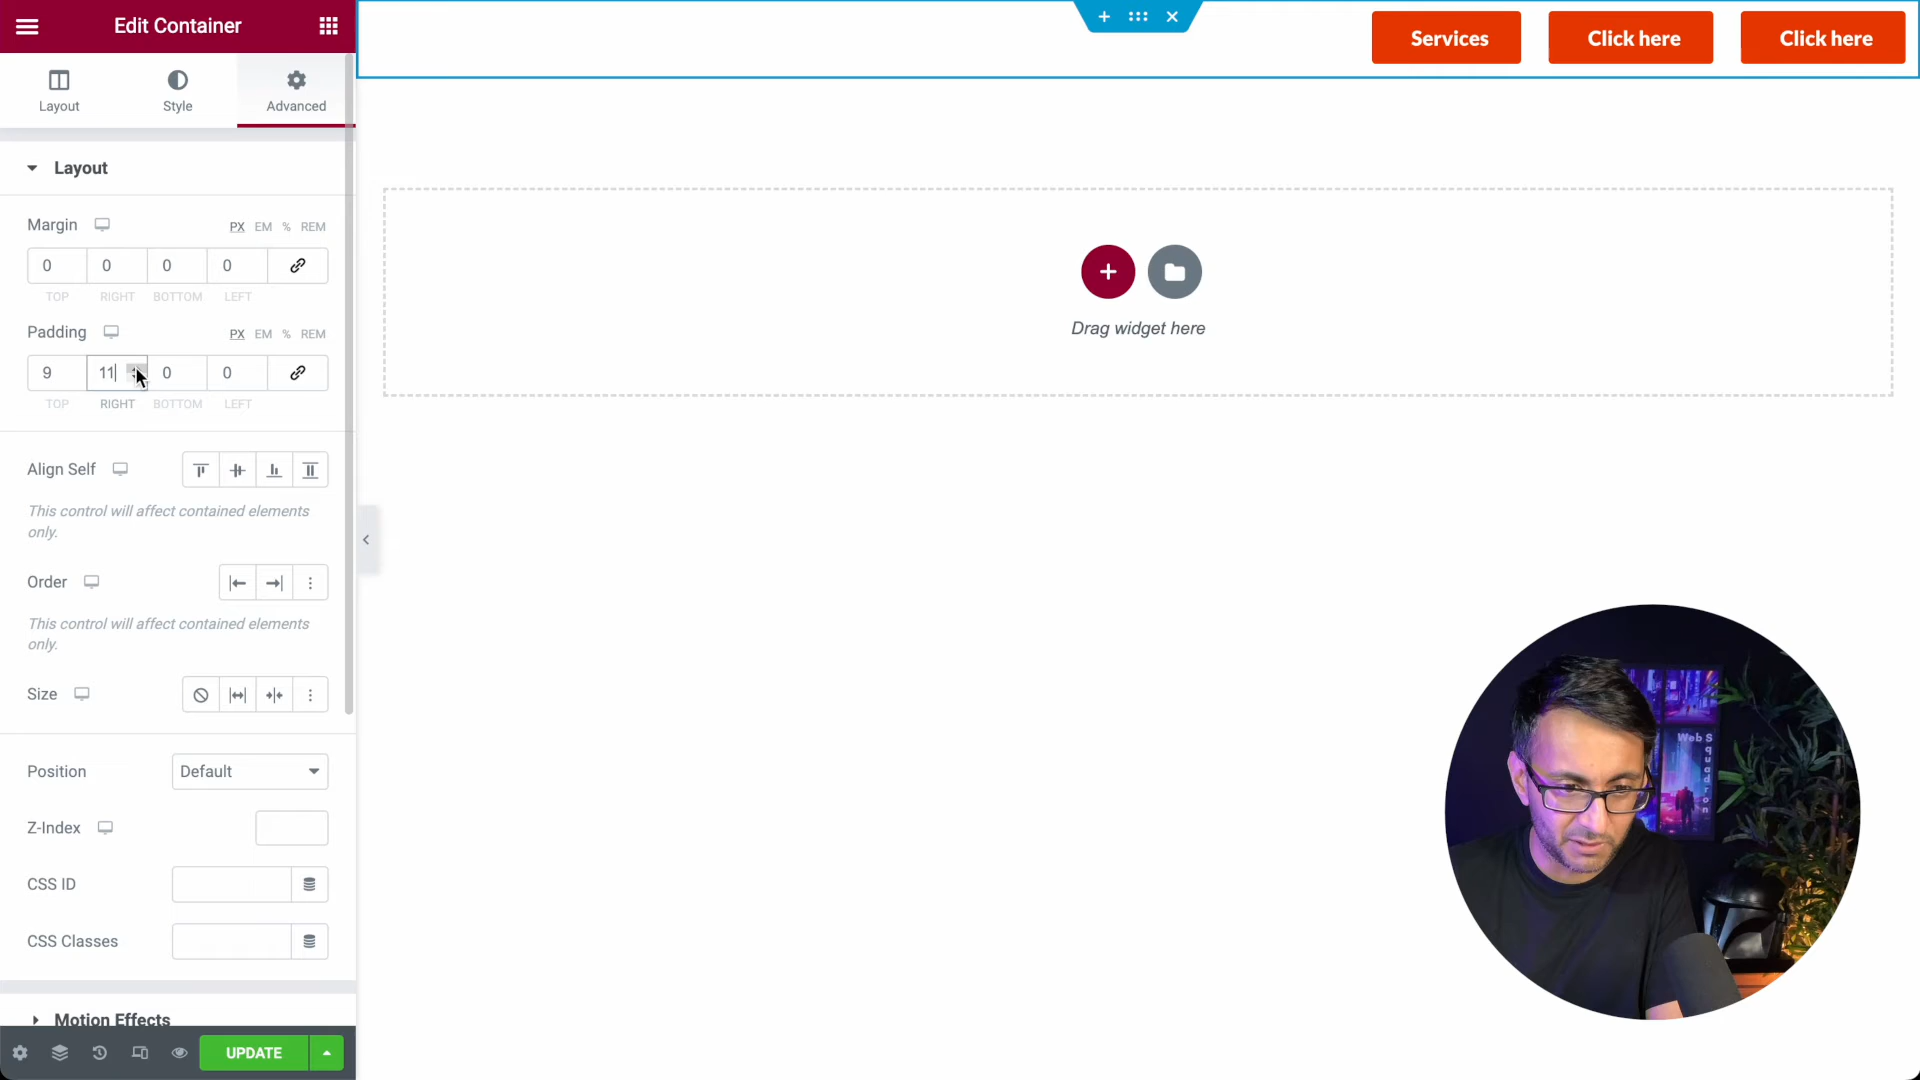 Edit Container
Services
Click here
Click here
Layout
Style
Advanced
Layout
Margin
PX EM % REM
0 0 0 0
TOP RIGHT BOTTOM LEFT
Padding
PX EM % REM
9 11 0 0
TOP RIGHT BOTTOM LEFT
Drag widget here
Align Self
This control will affect contained elements
only.
Order
This control will affect contained elements
only.
Size
Position
Default
Z-Index
CSS ID
CSS Classes
Motion Effects
UPDATE
Web Squadron